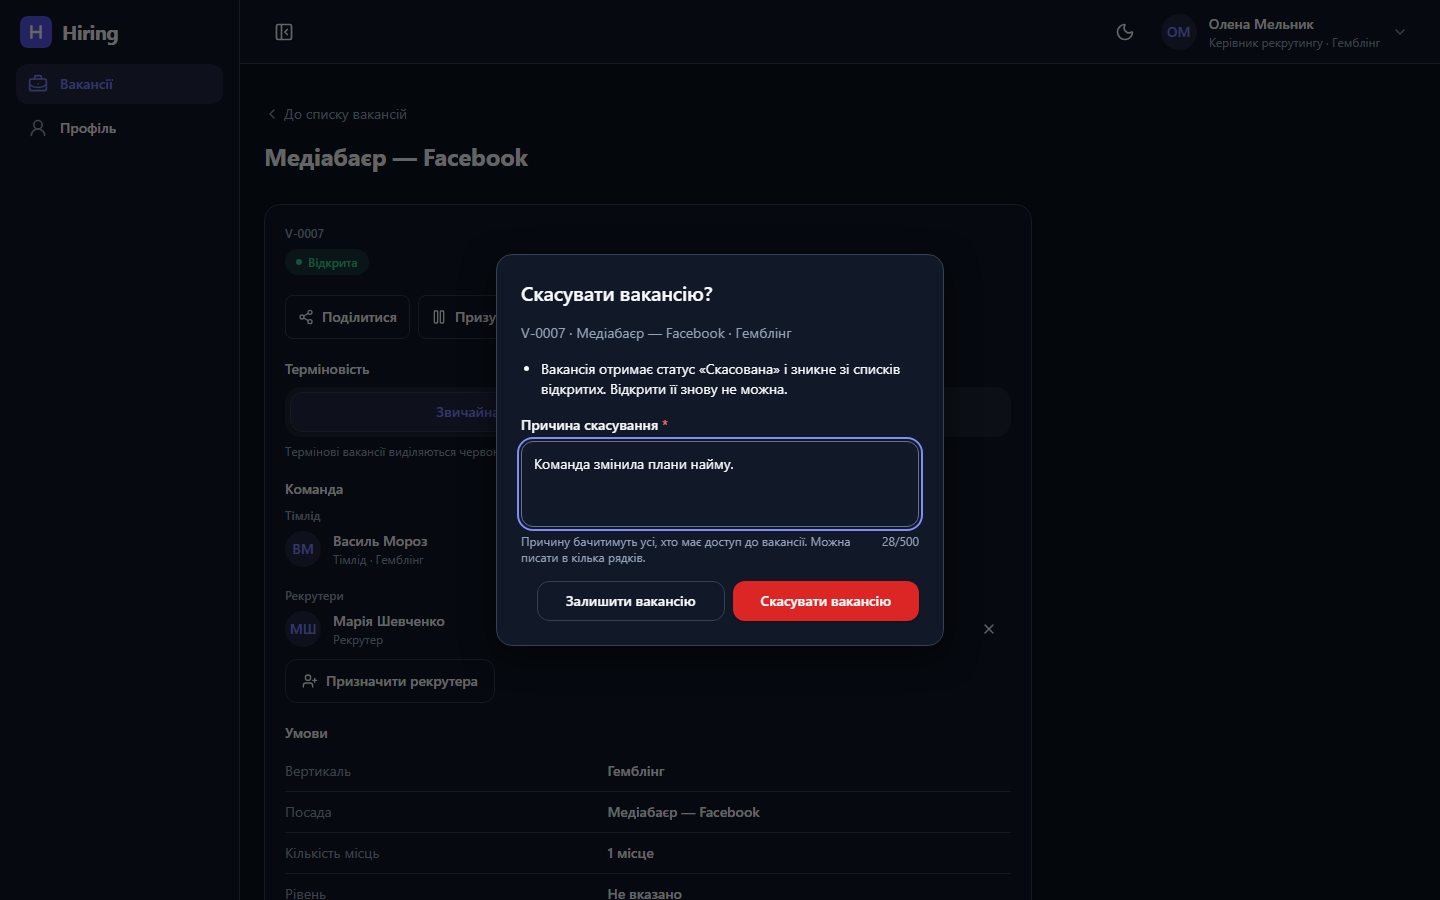 H Hiring
Вакансії
Профіль
ОМ
Олена Мельник
Керівник рекрутингу · Гемблінг
До списку вакансій
Медіабаєр — Facebook
V-0007
Відкрита
Поділитися
Призу
Терміновість
Звичайна
Термінові вакансії виділяються черво
Команда
Тімлід
ВМ
Василь Мороз
Тімлід · Гемблінг
Рекрутери
МШ
Марія Шевченко
Рекрутер
Призначити рекрутера
Умови
Вертикаль Гемблінг
Посада Медіабаєр — Facebook
Кількість місць 1 місце
Рівень Не вказано
Скасувати вакансію?
V-0007 · Медіабаєр — Facebook · Гемблінг
• Вакансія отримає статус «Скасована» і зникне зі списків
відкритих. Відкрити її знову не можна.
Причина скасування *
Команда змінила плани найму.
Причину бачитимуть усі, хто має доступ до вакансії. Можна
писати в кілька рядків.
28/500
Залишити вакансію
Скасувати вакансію